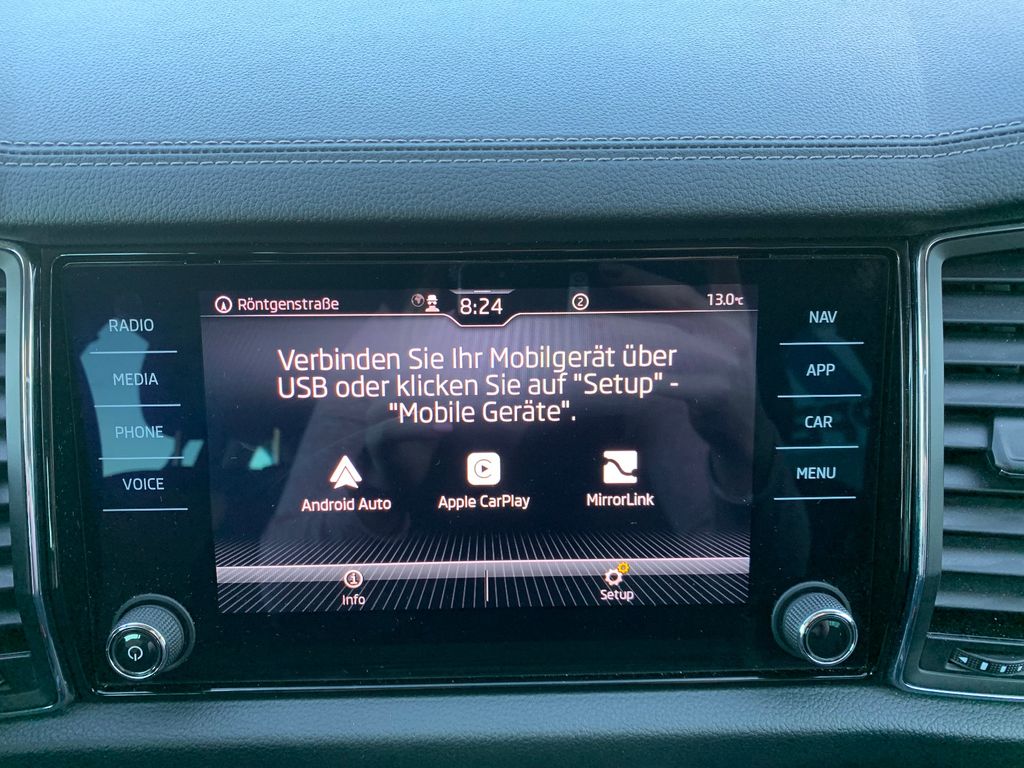 Röntgenstraße
8:24
2
13.0°C
RADIO
MEDIA
PHONE
VOICE
Verbinden Sie Ihr Mobilgerät über
USB oder klicken Sie auf "Setup" -
"Mobile Geräte".
Android Auto
Apple CarPlay
MirrorLink
Info
Setup
NAV
APP
CAR
MENU